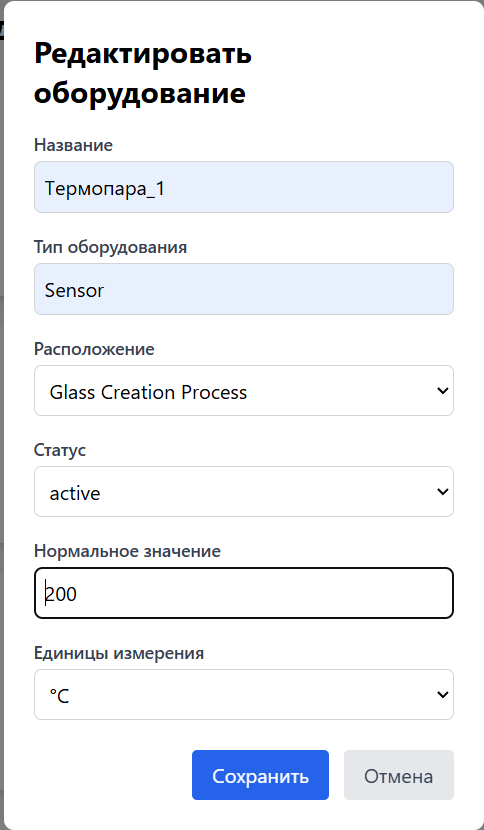 Редактировать
оборудование
Название
Термопара_1
Тип оборудования
Sensor
Расположение
Glass Creation Process
Статус
active
Нормальное значение
200
Единицы измерения
°C
Сохранить
Отмена